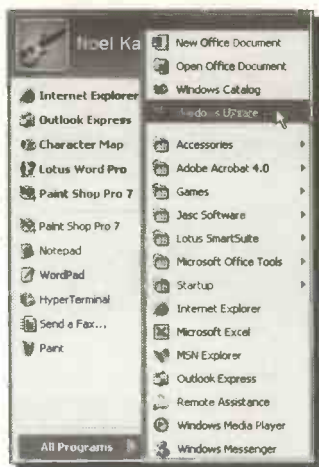 Noel Ka
Internet Explorer
Outlook Express
Character Map
Lotus Word Pro
Paint Shop Pro 7
Paint Shop Pro 7
Notepad
WordPad
HyperTerminal
Send a Fax...
Paint
All Programs
New Office Document
Open Office Document
Windows Catalog
Windows Update
Accessories
Adobe Acrobat 4.0
Games
Jasc Software
Lotus SmartSuite
Microsoft Office Tools
Startup
Internet Explorer
Microsoft Excel
MSN Explorer
Outlook Express
Remote Assistance
Windows Media Player
Windows Messenger